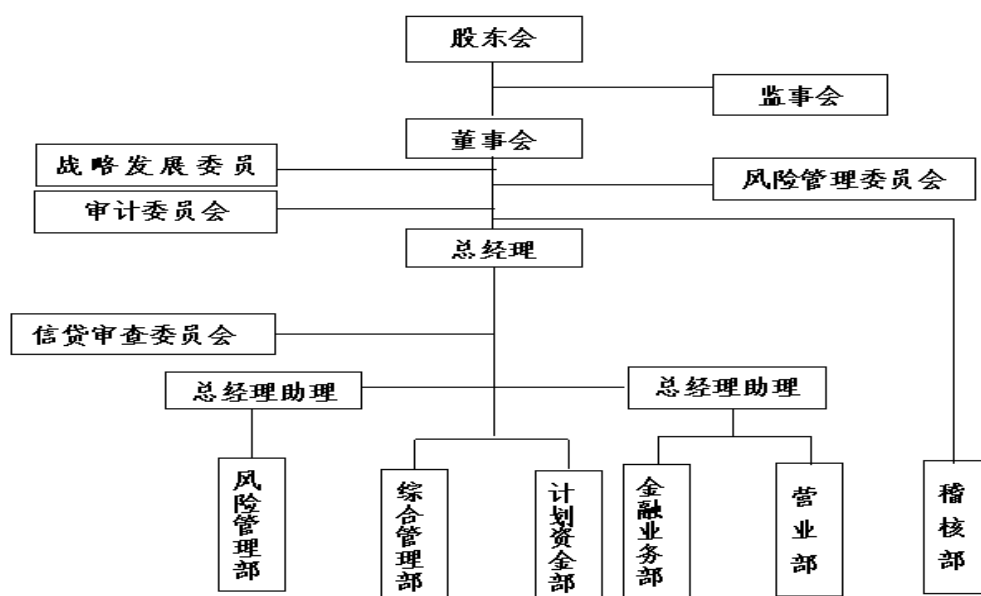 股东会
监事会
董事会
战略发展委员
风险管理委员会
审计委员会
总经理
信贷审查委员会
总经理助理
总经理助理
风险管理部
综合管理部
计划资金部
金融业务部
营业部
稽核部